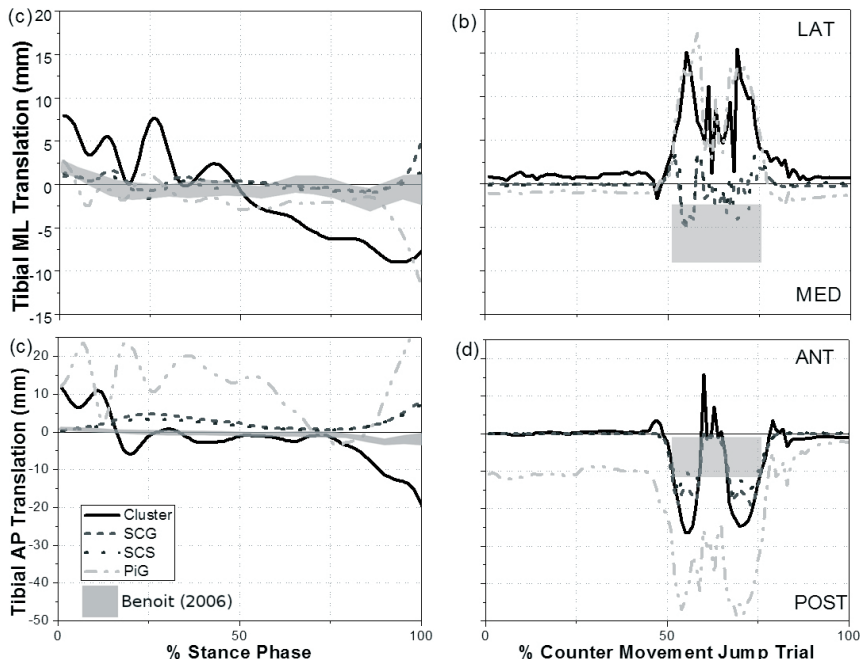 (c)
20
15
10
5
0
-5
-10
-15
Tibial ML Translation (mm)
(b)
LAT
MED
(c)
20
10
0
-10
-20
-30
-40
-50
Tibial AP Translation (mm)
Cluster
SCG
SCS
PiG
Benoit (2006)
0
50
100
% Stance Phase
(d)
ANT
POST
0
50
100
% Counter Movement Jump Trial